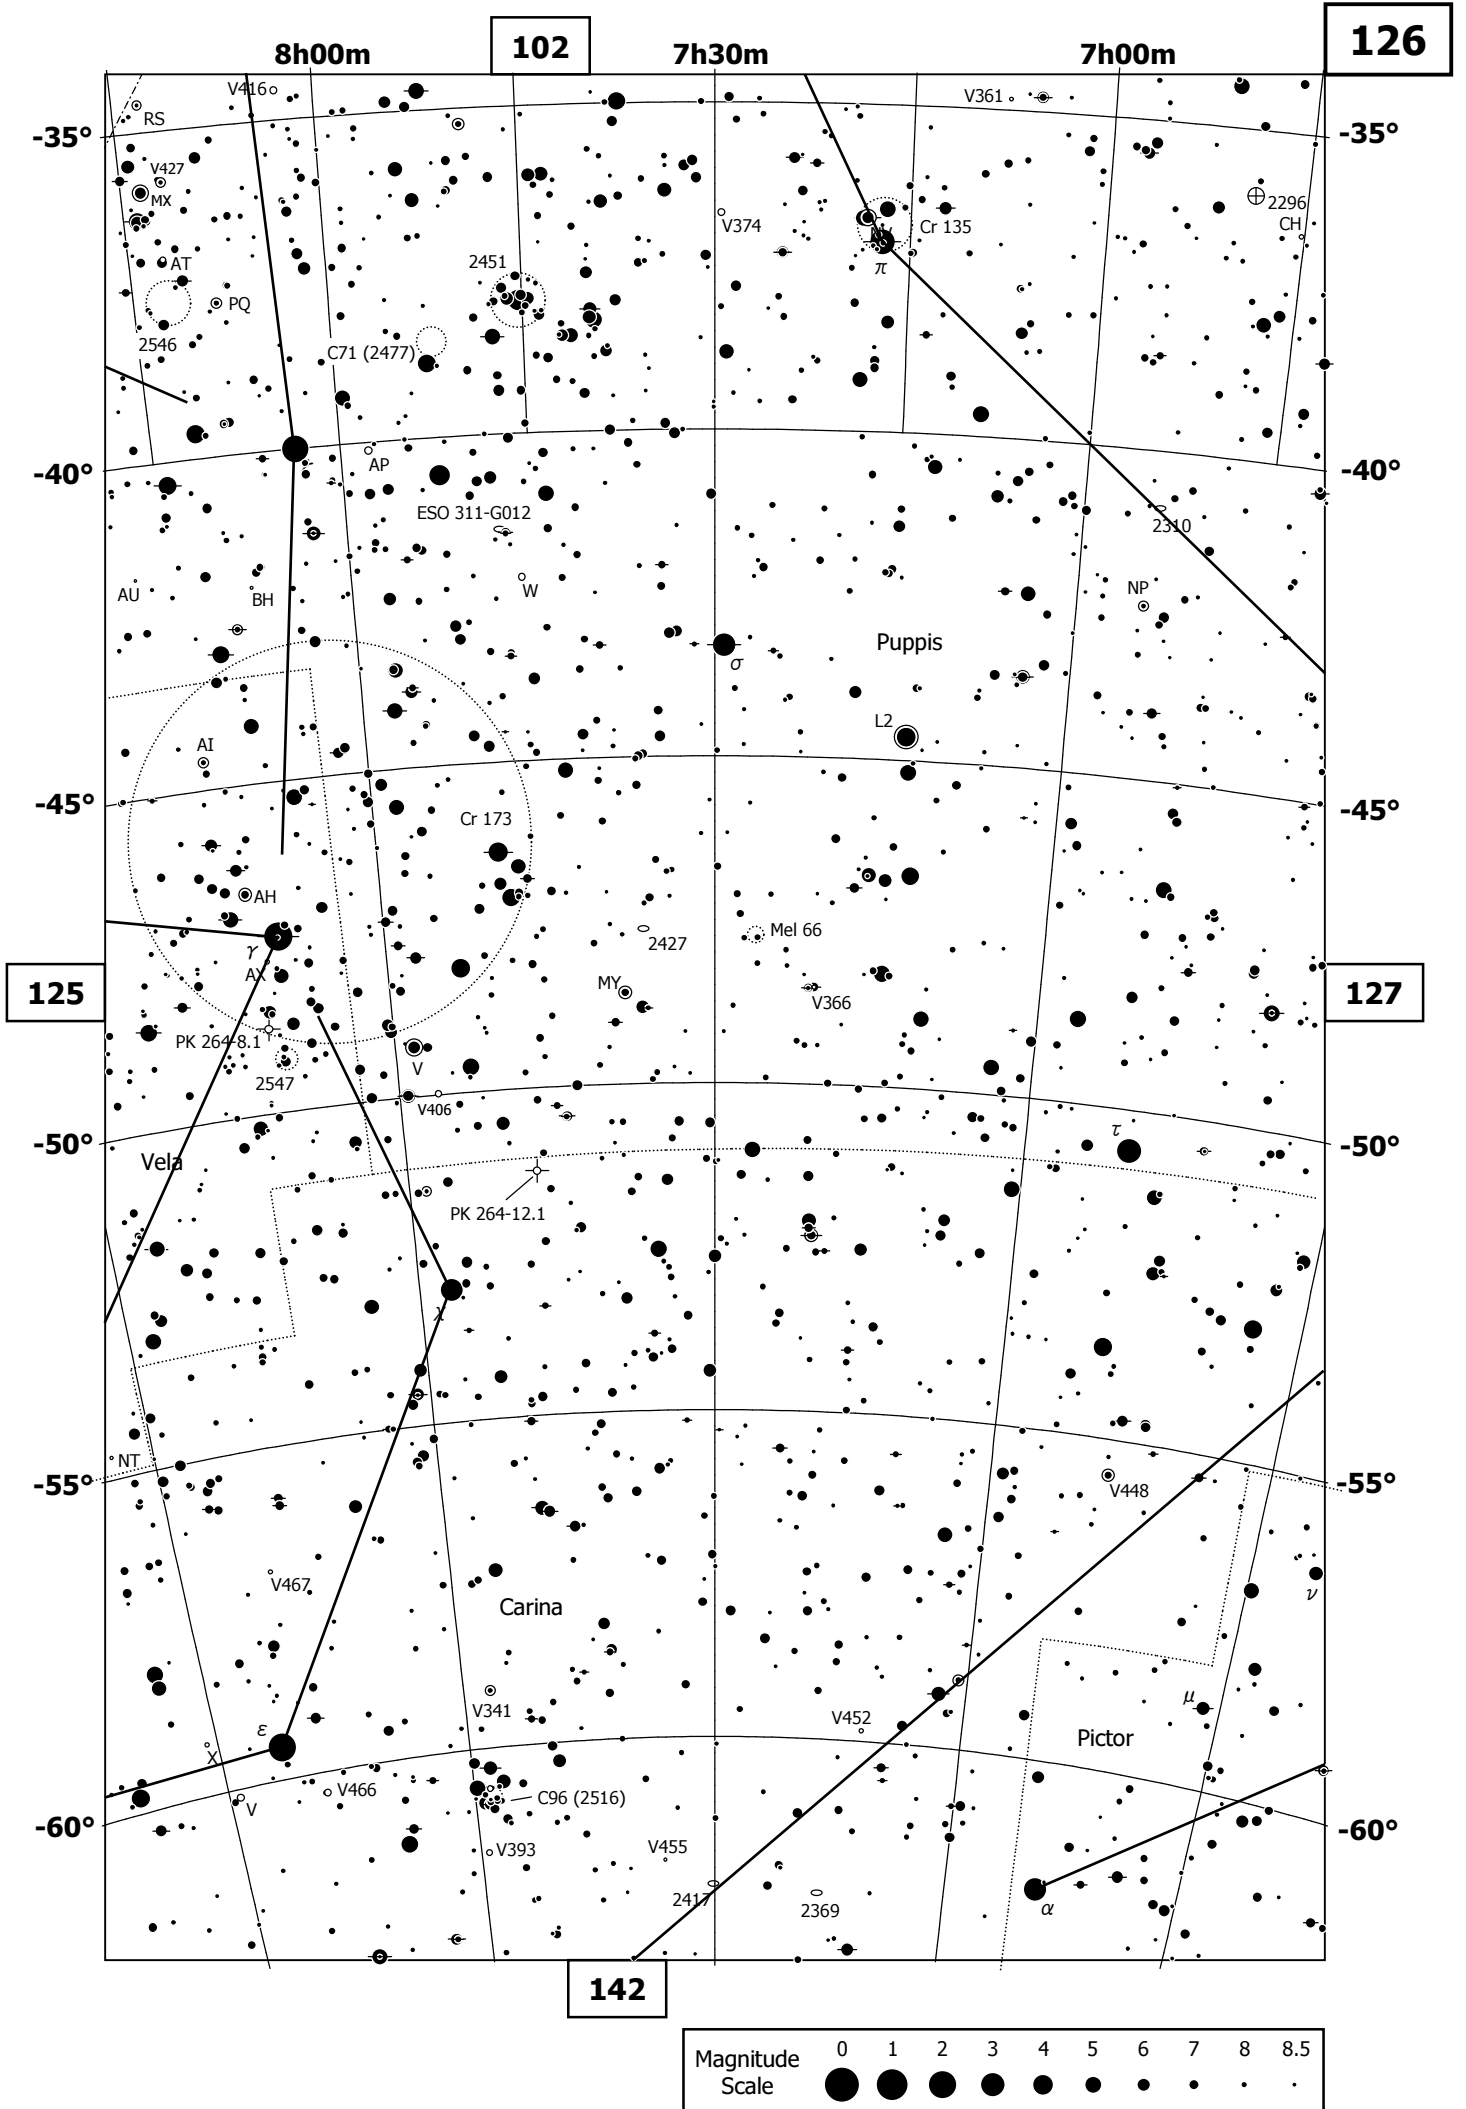 126
8h00m
102
7h30m
7h00m
V416
V361
RS
-35°
-35°
V427
MX
2296
V374
Cr 135
CH
NV
AT
2451
π
PQ
2546
C71 (2477)
-40°
AP
-40°
ESO 311-G012
2310
AU
BH
W
NP
Puppis
σ
L2
AI
-45°
-45°
Cr 173
AH
Mel 66
2427
γ
AX
125
MY
V366
127
PK 264-8.1
V
2547
V406
-50°
τ
-50°
Vela
PK 264-12.1
χ
NT
-55°
-55°
V448
V467
ν
Carina
V341
μ
V452
ε
Pictor
X
V466
C96 (2516)
V
-60°
-60°
V393
V455
2417
2369
α
142
Magnitude
Scale
0 1 2 3 4 5 6 7 8 8.5